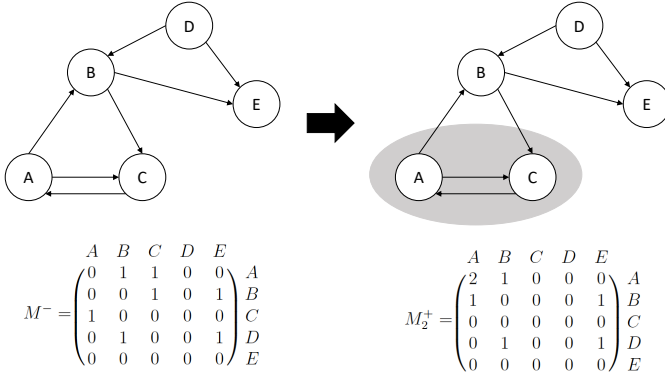 D
D
B
B
E
E
A
C
A
C
A B C D E
A B C D E
M^- = (0 1 1 0 0) A
(0 0 1 0 1) B
(1 0 0 0 0) C
(0 1 0 0 1) D
(0 0 0 0 0) E
M_2^+ = (2 1 0 0 0) A
(1 0 0 0 1) B
(0 0 0 0 0) C
(0 1 0 0 1) D
(0 0 0 0 0) E